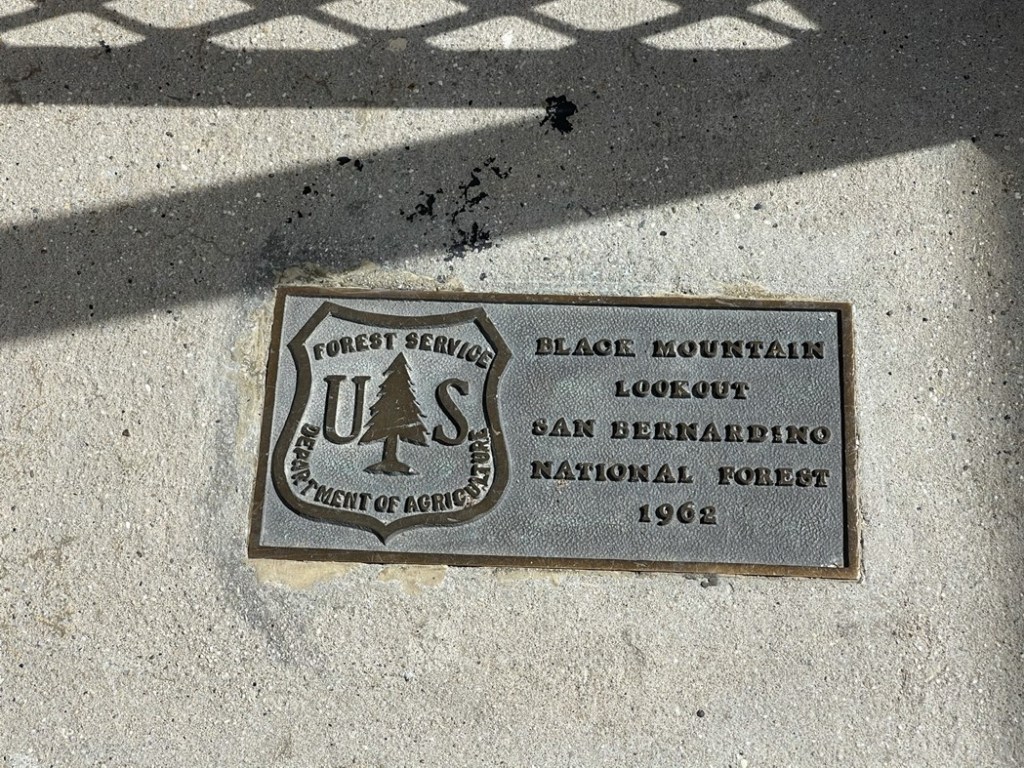 FOREST SERVICE
U S
DEPARTMENT OF AGRICULTURE
BLACK MOUNTAIN
LOOKOUT
SAN BERNARDINO
NATIONAL FOREST
1962